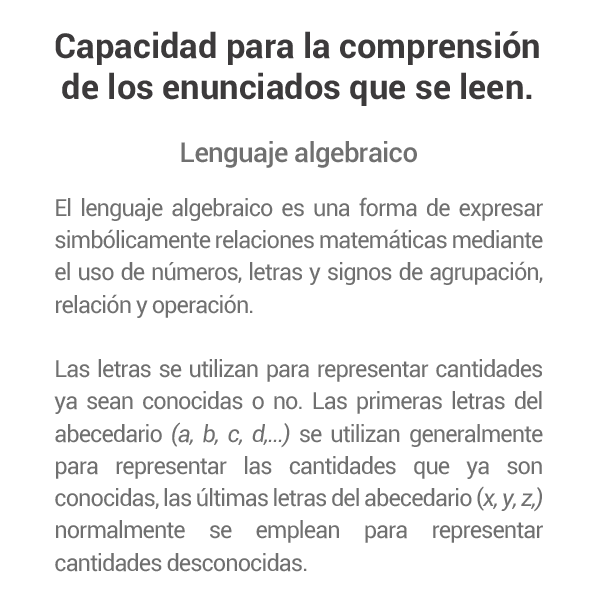 Capacidad para la comprensión
de los enunciados que se leen.
Lenguaje algebraico
El lenguaje algebraico es una forma de expresar
simbólicamente relaciones matemáticas mediante
el uso de números, letras y signos de agrupación,
relación y operación.
Las letras se utilizan para representar cantidades
ya sean conocidas o no. Las primeras letras del
abecedario (a, b, c, d,...) se utilizan generalmente
para representar las cantidades que ya son
conocidas, las últimas letras del abecedario (x, y, z,)
normalmente se emplean para representar
cantidades desconocidas.